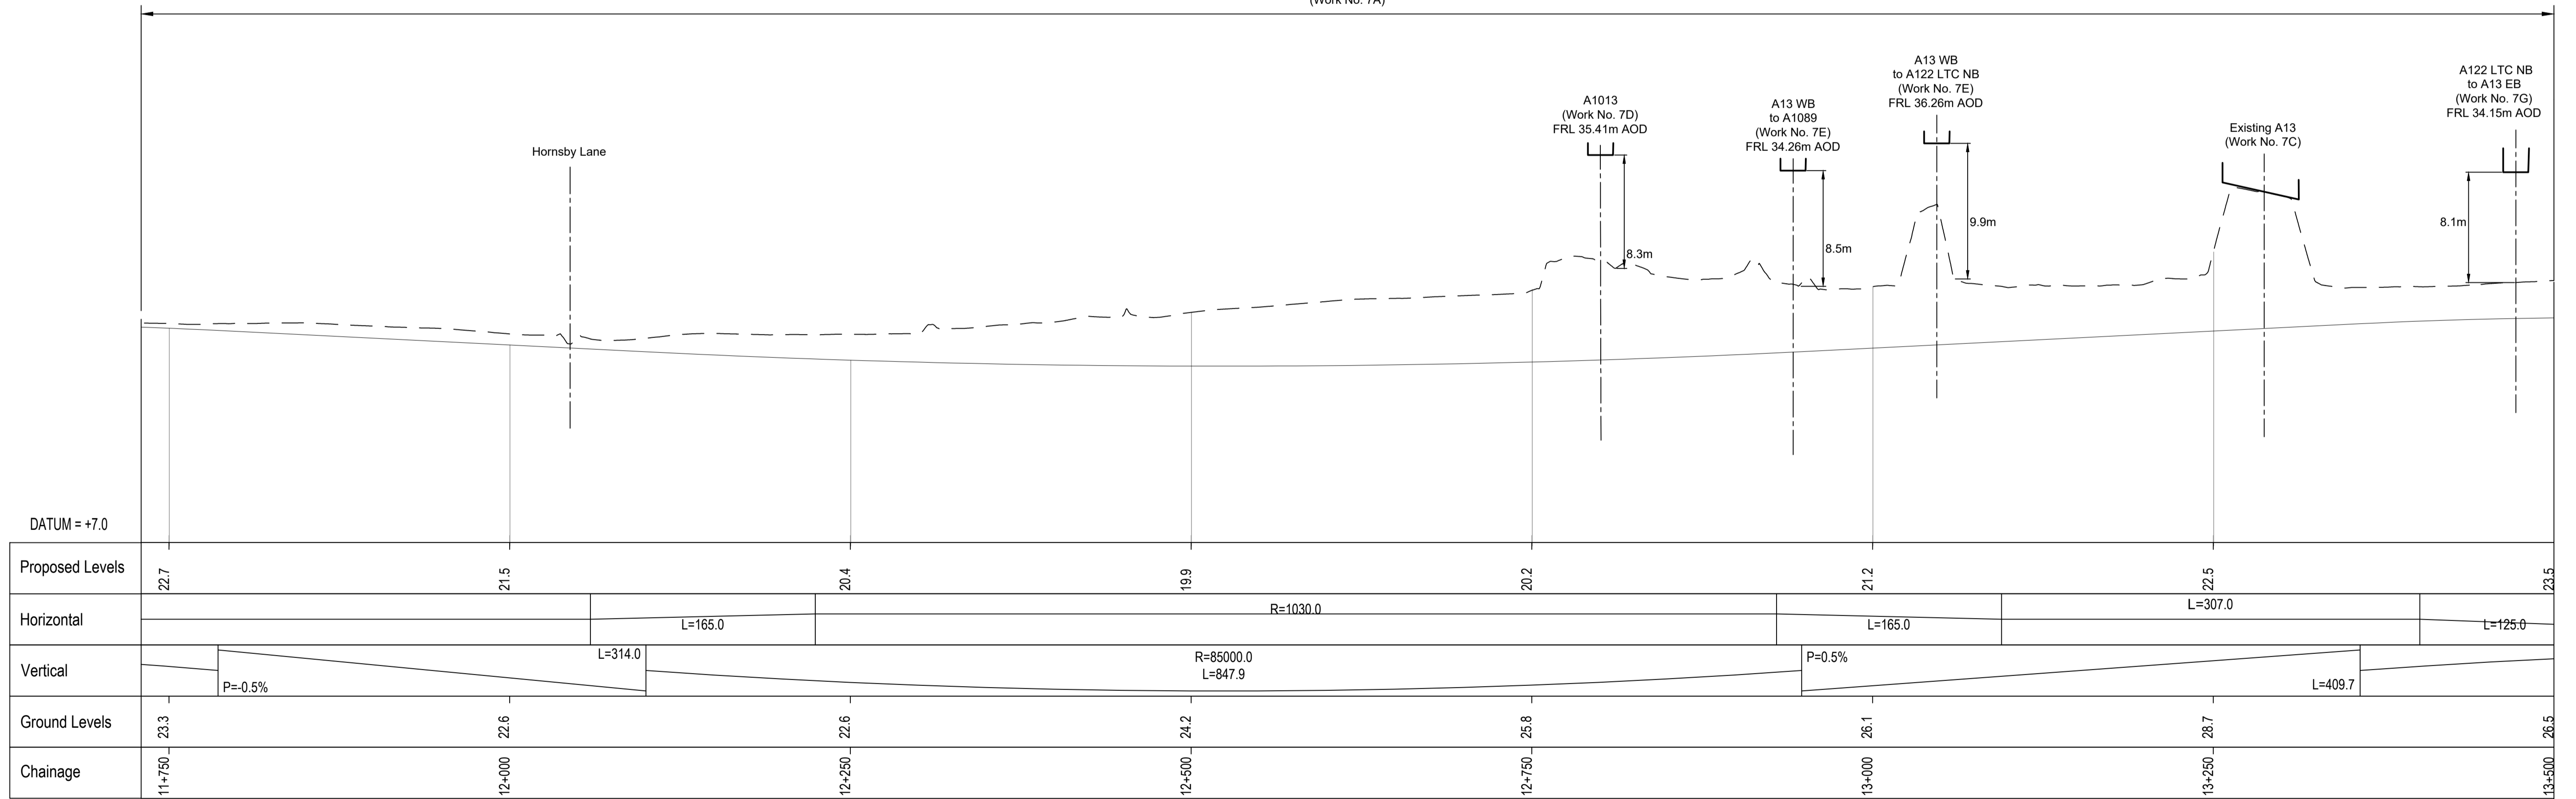 (Work No. 7A)
Hornsby Lane
A1013
(Work No. 7D)
FRL 35.41m AOD
8.3m
A13 WB
to A1089
(Work No. 7E)
FRL 34.26m AOD
8.5m
A13 WB
to A122 LTC NB
(Work No. 7E)
FRL 36.26m AOD
9.9m
Existing A13
(Work No. 7C)
A122 LTC NB
to A13 EB
(Work No. 7G)
FRL 34.15m AOD
8.1m
DATUM = +7.0
Proposed Levels 22.7 21.5 20.4 19.9 20.2 21.2 22.5 23.5
Horizontal L=165.0 R=1030.0 L=165.0 L=307.0 L=125.0
Vertical P=-0.5% L=314.0 R=85000.0 L=847.9 P=0.5% L=409.7
Ground Levels 23.3 22.6 22.6 24.2 25.8 26.1 28.7 26.5
Chainage 11+750 12+000 12+250 12+500 12+750 13+000 13+250 13+500